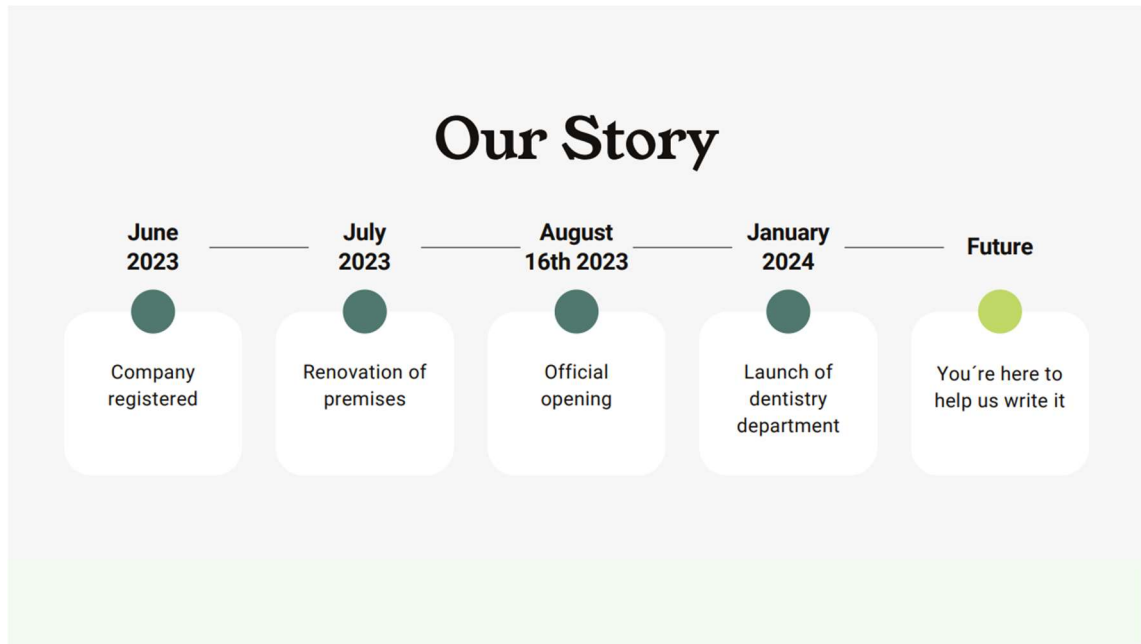 Our Story
June
2023
July
2023
August
16th 2023
January
2024
Future
Company
registered
Renovation of
premises
Official
opening
Launch of
dentistry
department
You´re here to
help us write it